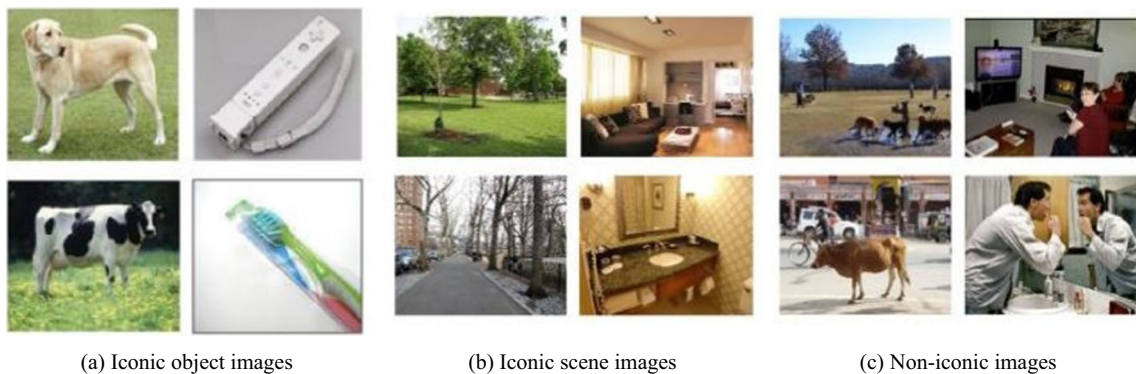 (a) Iconic object images
(b) Iconic scene images
(c) Non-iconic images